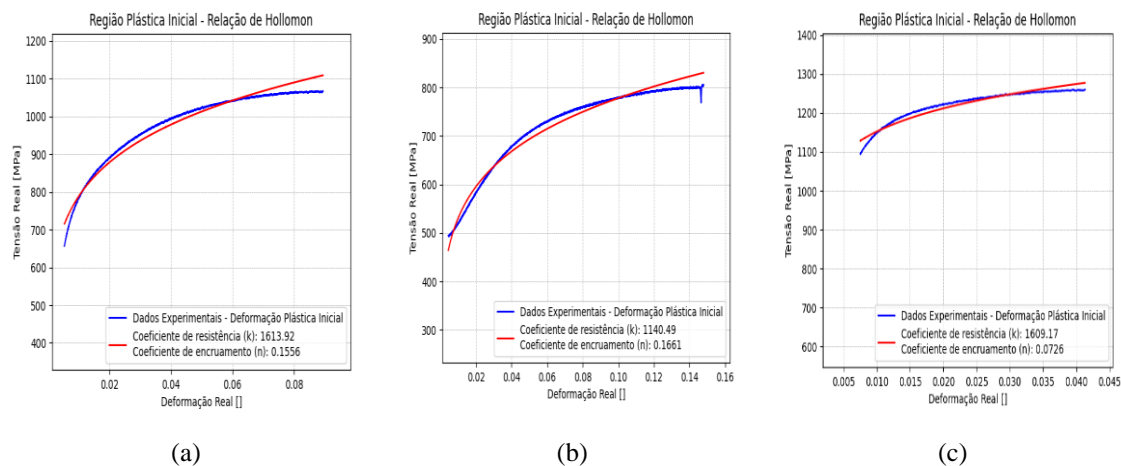 Região Plástica Inicial - Relação de Hollomon
1200
1100
1000
900
800
700
600
500
400
Tensão Real [MPa]
Dados Experimentais - Deformação Plástica Inicial
Coeficiente de resistência (k): 1613.92
Coeficiente de encruamento (n): 0.1556
0.02 0.04 0.06 0.08
Deformação Real []
(a)
Região Plástica Inicial - Relação de Hollomon
900
800
700
600
500
400
300
Tensão Real [MPa]
Dados Experimentais - Deformação Plástica Inicial
Coeficiente de resistência (k): 1140.49
Coeficiente de encruamento (n): 0.1661
0.02 0.04 0.06 0.08 0.10 0.12 0.14 0.16
Deformação Real []
(b)
Região Plástica Inicial - Relação de Hollomon
1400
1300
1200
1100
1000
900
800
700
600
Tensão Real [MPa]
Dados Experimentais - Deformação Plástica Inicial
Coeficiente de resistência (k): 1609.17
Coeficiente de encruamento (n): 0.0726
0.005 0.010 0.015 0.020 0.025 0.030 0.035 0.040 0.045
Deformação Real []
(c)